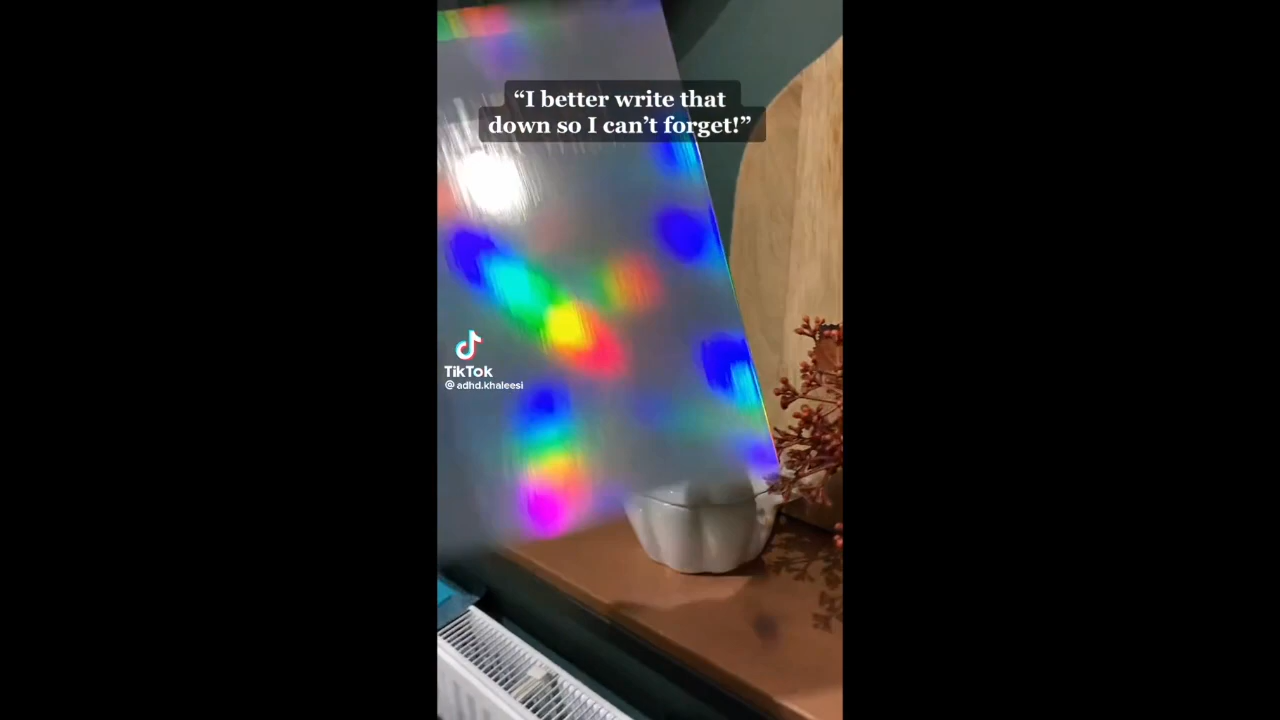 “I better write that
down so I can’t forget!”
TikTok
@adhd.khaleesi